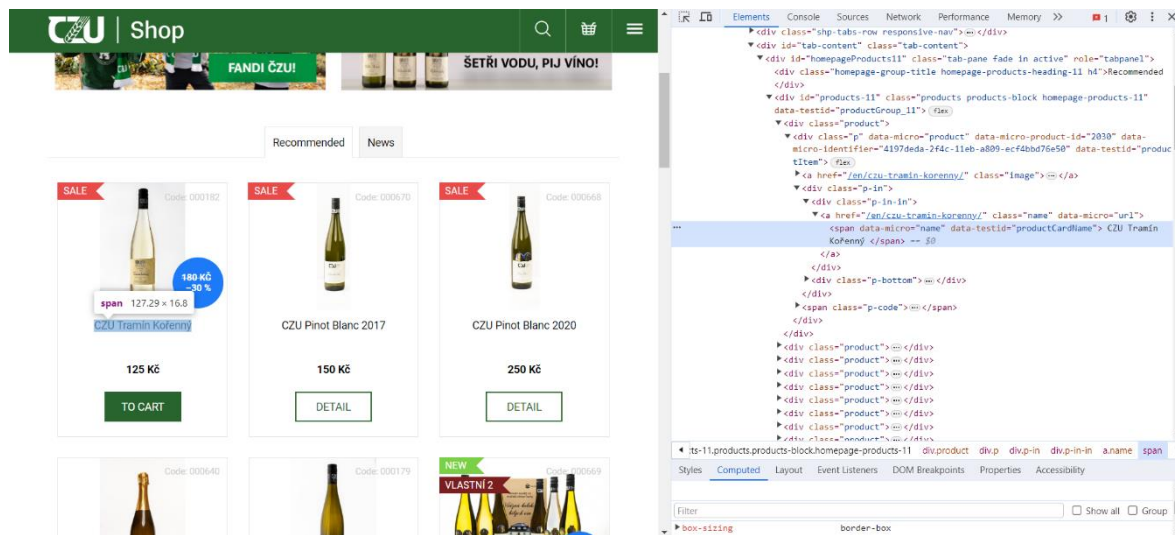 CZU | Shop
FANDI ČZU!
ŠETŘI VODU, PIJ VÍNO!
Recommended
News
SALE
Code: 000182
180 KČ
–30 %
span 127.29 × 16.8
CZU Tramín Kořenný
125 Kč
TO CART
SALE
Code: 000670
CZU Pinot Blanc 2017
150 Kč
DETAIL
SALE
Code: 000668
CZU Pinot Blanc 2020
250 Kč
DETAIL
Code: 000640
Code: 000179
NEW
VLASTNÍ 2
Code: 000669
Elements Console Sources Network Performance Memory 1
<div class="shp-tabs-row responsive-nav">…</div>
<div id="tab-content" class="tab-content">
<div id="homepageProducts11" class="tab-pane fade in active" role="tabpanel">
<div class="homepage-group-title homepage-products-heading-11 h4">Recommended
</div>
<div id="products-11" class="products products-block homepage-products-11"
data-testid="productGroup_11"> flex
<div class="product">
<div class="p" data-micro="product" data-micro-product-id="2030" data-
micro-identifier="4197deda-2f4c-11eb-a809-ecf4bbd76e50" data-testid="produc
tItem"> flex
<a href="/en/czu-tramin-korenny/" class="image">…</a>
<div class="p-in">
<div class="p-in-in">
<a href="/en/czu-tramin-korenny/" class="name" data-micro="url">
<span data-micro="name" data-testid="productCardName"> CZU Tramín
Kořenný </span> == $0
</a>
</div>
<div class="p-bottom">…</div>
</div>
<span class="p-code">…</span>
</div>
</div>
<div class="product">…</div>
<div class="product">…</div>
<div class="product">…</div>
<div class="product">…</div>
<div class="product">…</div>
<div class="product">…</div>
<div class="product">…</div>
<div class="product">…</div>
:ts-11.products.products-block.homepage-products-11 div.product div.p div.p-in div.p-in-in a.name span
Styles Computed Layout Event Listeners DOM Breakpoints Properties Accessibility
Filter
Show all Group
box-sizing border-box